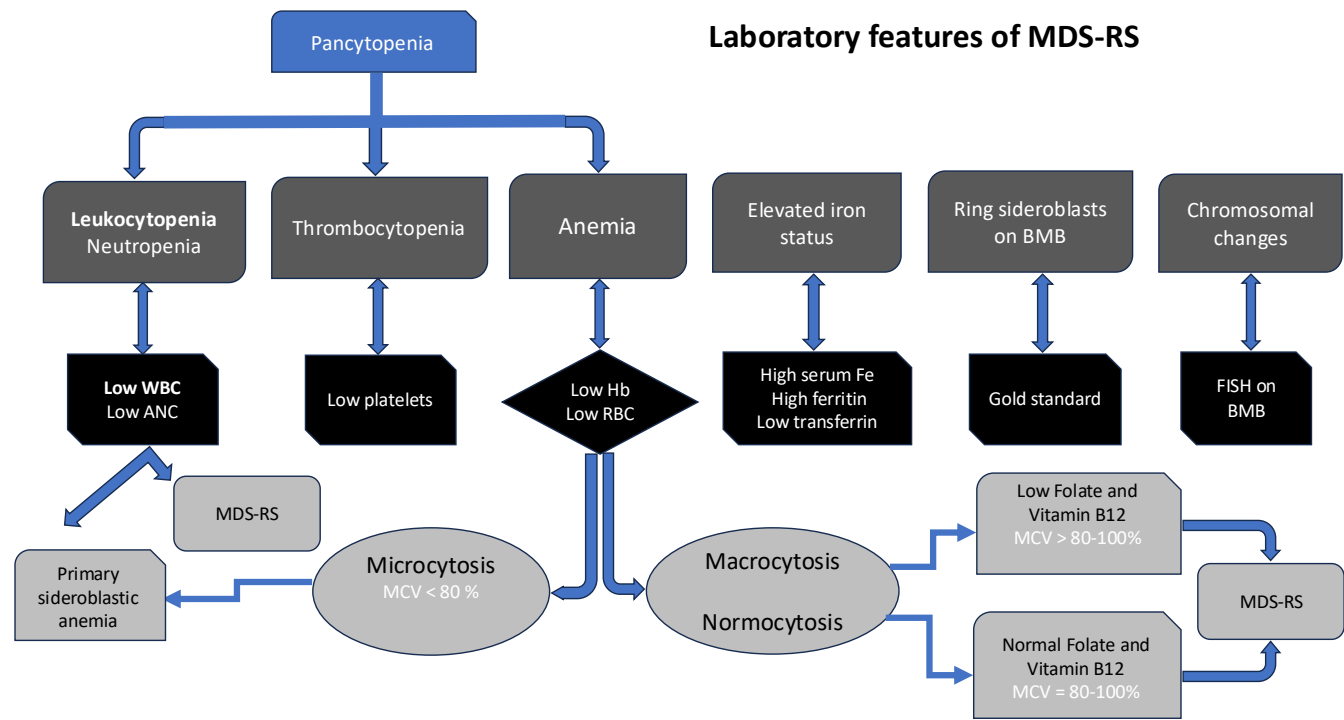 Laboratory features of MDS-RS
Pancytopenia
Leukocytopenia
Neutropenia
Thrombocytopenia
Anemia
Elevated iron
status
Ring sideroblasts
on BMB
Chromosomal
changes
Low WBC
Low ANC
Low platelets
Low Hb
Low RBC
High serum Fe
High ferritin
Low transferrin
Gold standard
FISH on
BMB
MDS-RS
Primary
sideroblastic
anemia
Microcytosis
MCV < 80 %
Macrocytosis
Normocytosis
Low Folate and
Vitamin B12
MCV > 80-100%
Normal Folate and
Vitamin B12
MCV = 80-100%
MDS-RS